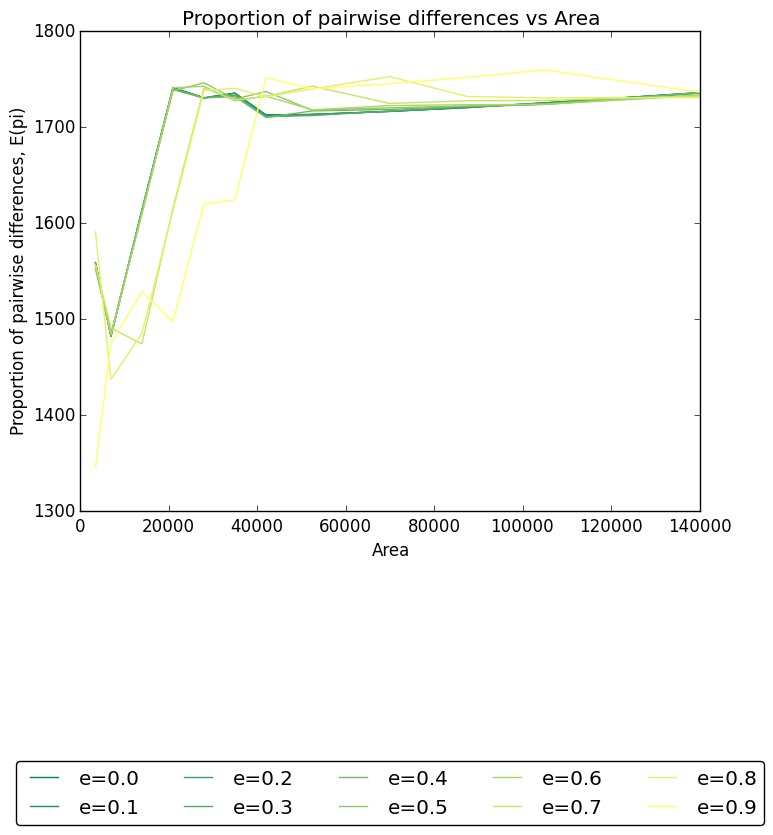 Proportion of pairwise differences vs Area
Proportion of pairwise differences, E(pi)
1800
1700
1600
1500
1400
1300
0 20000 40000 60000 80000 100000 120000 140000
Area
e=0.0 e=0.2 e=0.4 e=0.6 e=0.8
e=0.1 e=0.3 e=0.5 e=0.7 e=0.9